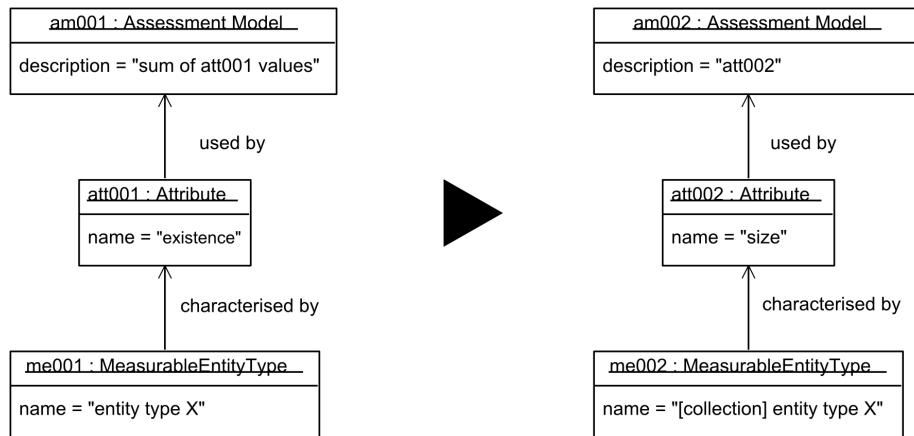 am001 : Assessment Model
description = "sum of att001 values"
used by
att001 : Attribute
name = "existence"
characterised by
me001 : MeasurableEntityType
name = "entity type X"
am002 : Assessment Model
description = "att002"
used by
att002 : Attribute
name = "size"
characterised by
me002 : MeasurableEntityType
name = "[collection] entity type X"